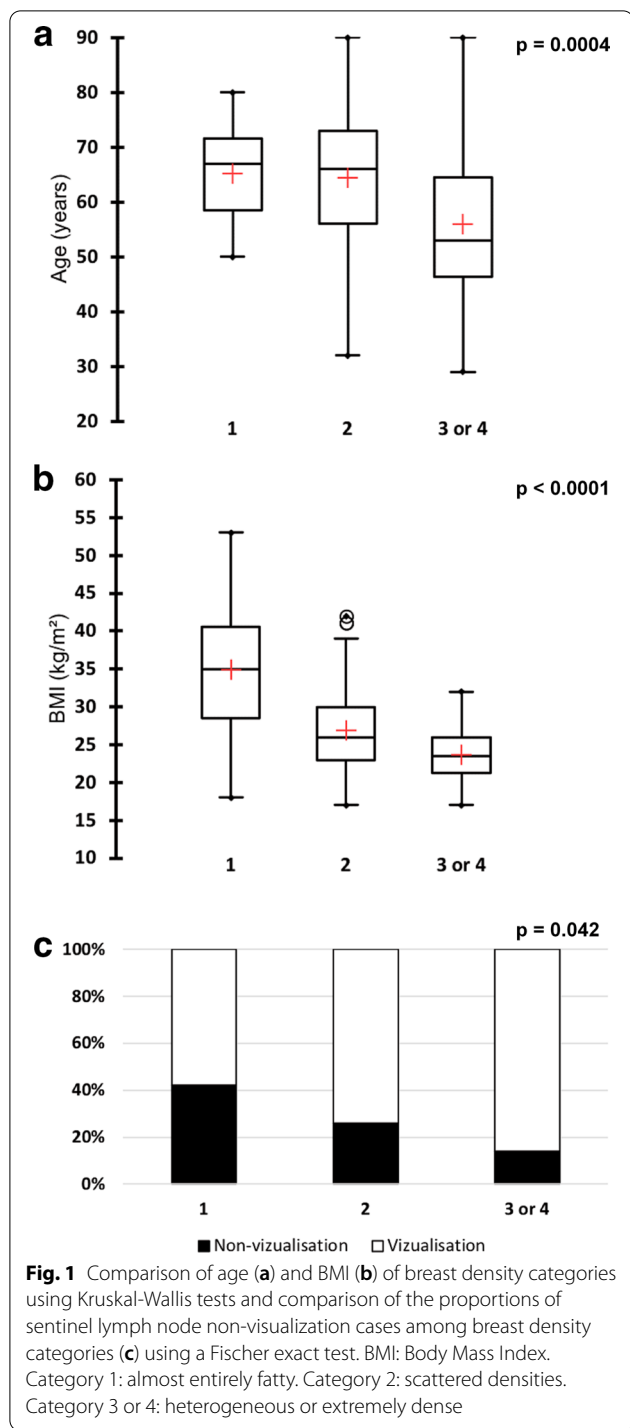 a
p = 0.0004
Age (years)
90
80
70
60
50
40
30
20
1 2 3 or 4
b
p < 0.0001
BMI (kg/m²)
60
55
50
45
40
35
30
25
20
15
10
1 2 3 or 4
c
p = 0.042
100%
80%
60%
40%
20%
0%
1 2 3 or 4
Non-vizualisation Vizualisation
Fig. 1 Comparison of age (a) and BMI (b) of breast density categories
using Kruskal-Wallis tests and comparison of the proportions of
sentinel lymph node non-visualization cases among breast density
categories (c) using a Fischer exact test. BMI: Body Mass Index.
Category 1: almost entirely fatty. Category 2: scattered densities.
Category 3 or 4: heterogeneous or extremely dense